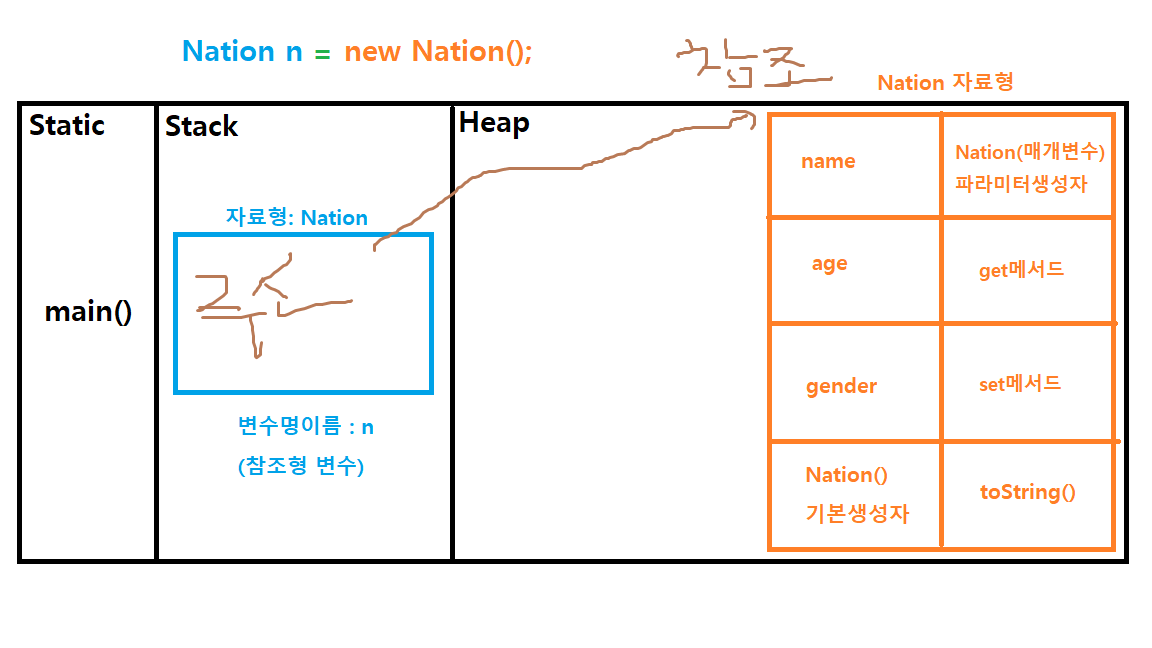 Nation n = new Nation();
참조
Nation 자료형
Static
Stack
Heap
main()
자료형: Nation
주소
변수명이름 : n
(참조형 변수)
name
Nation(매개변수)
파라미터생성자
age
get메서드
gender
set메서드
Nation()
기본생성자
toString()